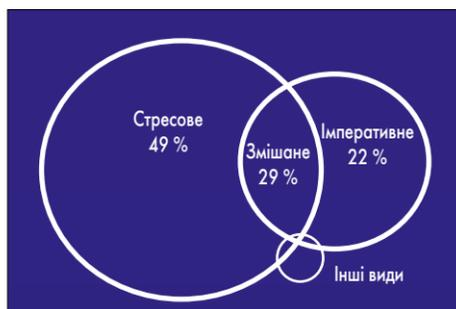 Стресове
49 %
Змішане
29 %
Імперативне
22 %
Інші види